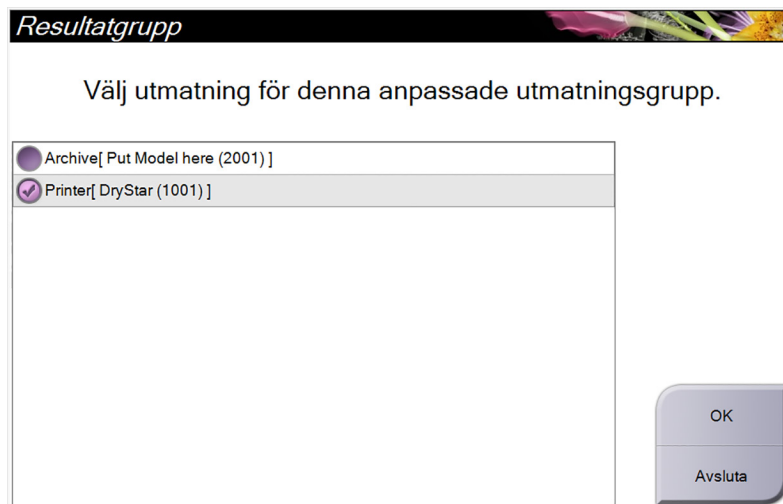 Resultatgrupp
Välj utmatning för denna anpassade utmatningsgrupp.
Archive[ Put Model here (2001) ]
Printer[ DryStar (1001) ]
OK
Avsluta